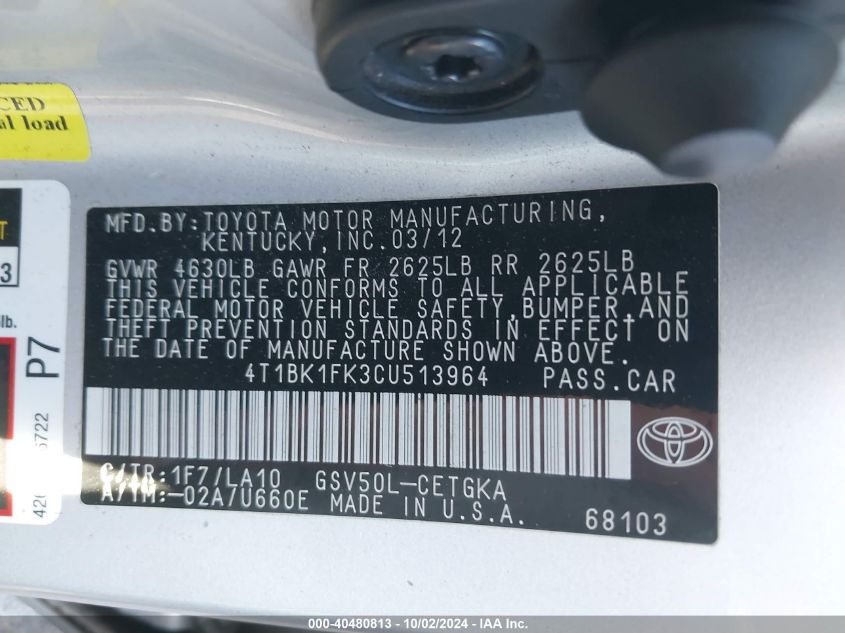 CED
al load
T
3
lb.
P7
6722
MFD.BY:TOYOTA MOTOR MANUFACTURING,
KENTUCKY,INC.03/12
GVWR 4630LB GAWR FR 2625LB RR 2625LB
THIS VEHICLE CONFORMS TO ALL APPLICABLE
FEDERAL MOTOR VEHICLE SAFETY,BUMPER,AND
THEFT PREVENTION STANDARDS IN EFFECT ON
THE DATE OF MANUFACTURE SHOWN ABOVE.
4T1BK1FK3CU513964 PASS.CAR
C/TR:1F7/LA10 GSV50L-CETGKA
A/TM:-02A/U660E MADE IN U.S.A.
68103
000-40480813 - 10/02/2024 - IAA Inc.